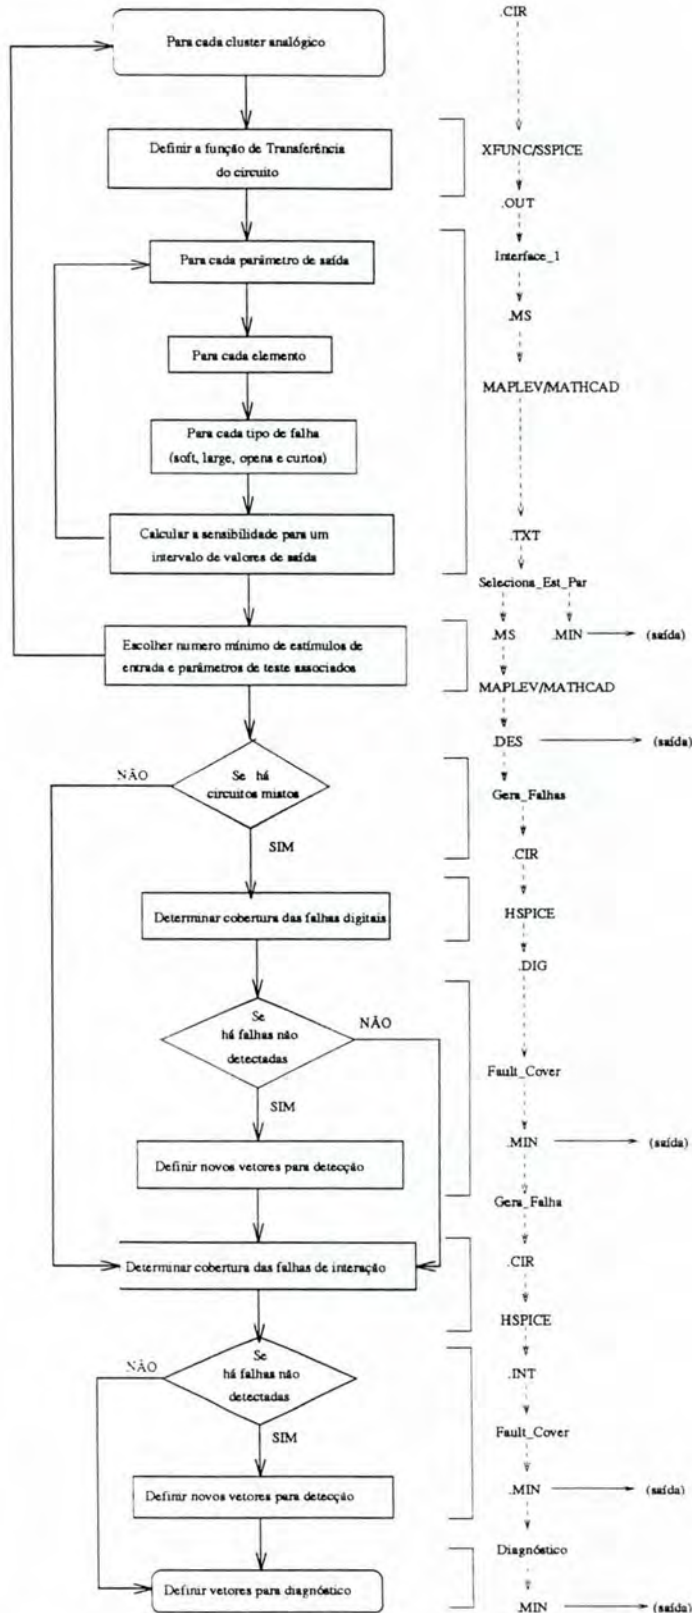 Para cada cluster analógico
Definir a função de Transferência
do circuito
Para cada parâmetro de saída
Para cada elemento
Para cada tipo de falha
(soft, large, opens e curtos)
Calcular a sensibilidade para um
intervalo de valores de saída
Escolher numero mínimo de estímulos de
entrada e parâmetros de teste associados
NÃO
Se há
circuitos mistos
SIM
Determinar cobertura das falhas digitais
Se
há falhas não
detectadas
NÃO
SIM
Definir novos vetores para detecção
Determinar cobertura das falhas de interação
NÃO
Se
há falhas não
detectadas
SIM
Definir novos vetores para detecção
Definir vetores para diagnóstico
.CIR
XFUNC/SSPICE
.OUT
Interface_1
.MS
MAPLEV/MATHCAD
.TXT
Seleciona_Est_Par
.MS .MIN (saída)
MAPLEV/MATHCAD
.DES (saída)
Gera_Falhas
.CIR
HSPICE
.DIG
Fault_Cover
.MIN (saída)
Gera_Falha
.CIR
HSPICE
.INT
Fault_Cover
.MIN (saída)
Diagnóstico
.MIN (saída)